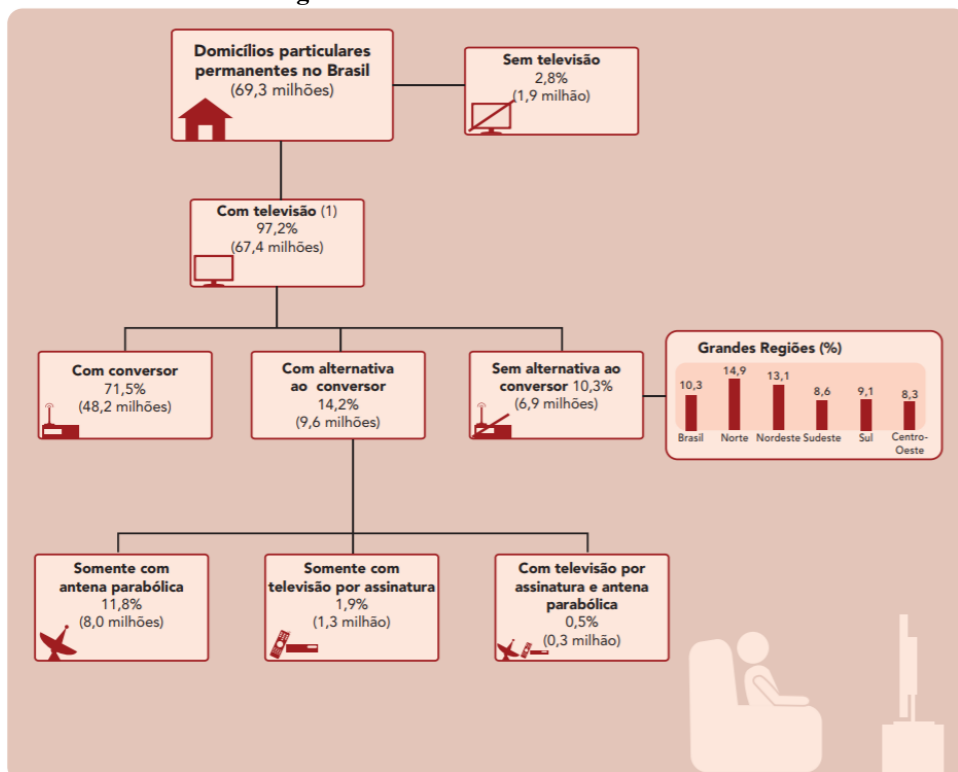 Domicílios particulares
permanentes no Brasil
(69,3 milhões)
Sem televisão
2,8%
(1,9 milhão)
Com televisão (1)
97,2%
(67,4 milhões)
Com conversor
71,5%
(48,2 milhões)
Com alternativa
ao conversor
14,2%
(9,6 milhões)
Sem alternativa ao
conversor 10,3%
(6,9 milhões)
Grandes Regiões (%)
10,3
14,9
13,1
8,6
9,1
8,3
Brasil
Norte
Nordeste
Sudeste
Sul
Centro-
Oeste
Somente com
antena parabólica
11,8%
(8,0 milhões)
Somente com
televisão por assinatura
1,9%
(1,3 milhão)
Com televisão por
assinatura e antena
parabólica
0,5%
(0,3 milhão)